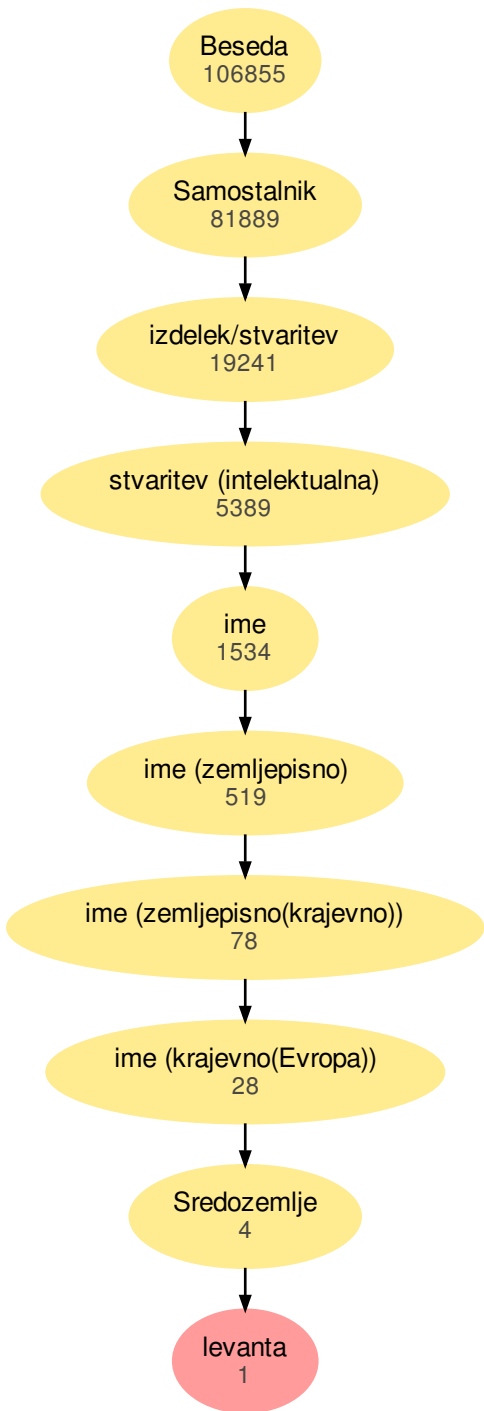 Beseda
106855
Samostalnik
81889
izdelek/stvaritev
19241
stvaritev (intelektualna)
5389
ime
1534
ime (zemljepisno)
519
ime (zemljepisno(krajevno))
78
ime (krajevno(Evropa))
28
Sredozemlje
4
levanta
1